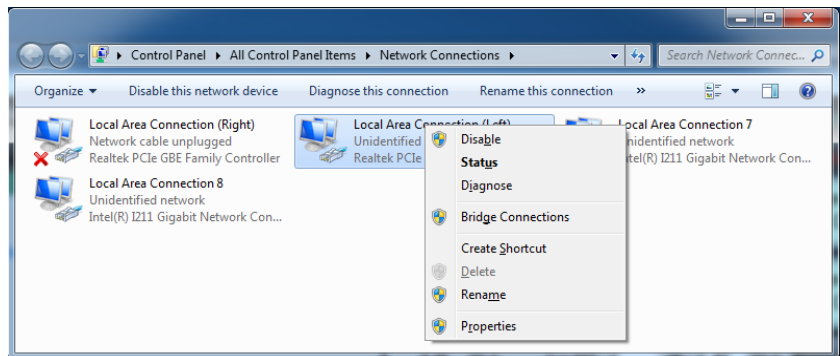 Control Panel ▸ All Control Panel Items ▸ Network Connections ▸
Search Network Connec...
Organize
Disable this network device
Diagnose this connection
Rename this connection
»
Local Area Connection (Right)
Network cable unplugged
Realtek PCIe GBE Family Controller
Local Area Connection (Left)
Unidentified
Realtek PCIe
Local Area Connection 7
nidentified network
tel(R) I211 Gigabit Network Con...
Local Area Connection 8
Unidentified network
Intel(R) I211 Gigabit Network Con...
Disable
Status
Diagnose
Bridge Connections
Create Shortcut
Delete
Rename
Properties